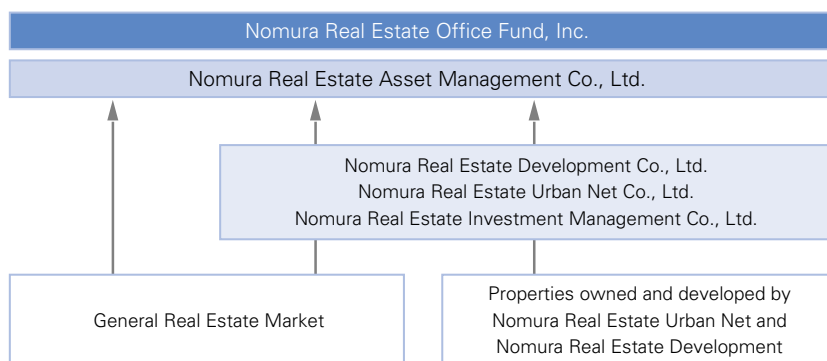 Nomura Real Estate Office Fund, Inc.
Nomura Real Estate Asset Management Co., Ltd.
Nomura Real Estate Development Co., Ltd.
Nomura Real Estate Urban Net Co., Ltd.
Nomura Real Estate Investment Management Co., Ltd.
General Real Estate Market
Properties owned and developed by
Nomura Real Estate Urban Net and
Nomura Real Estate Development